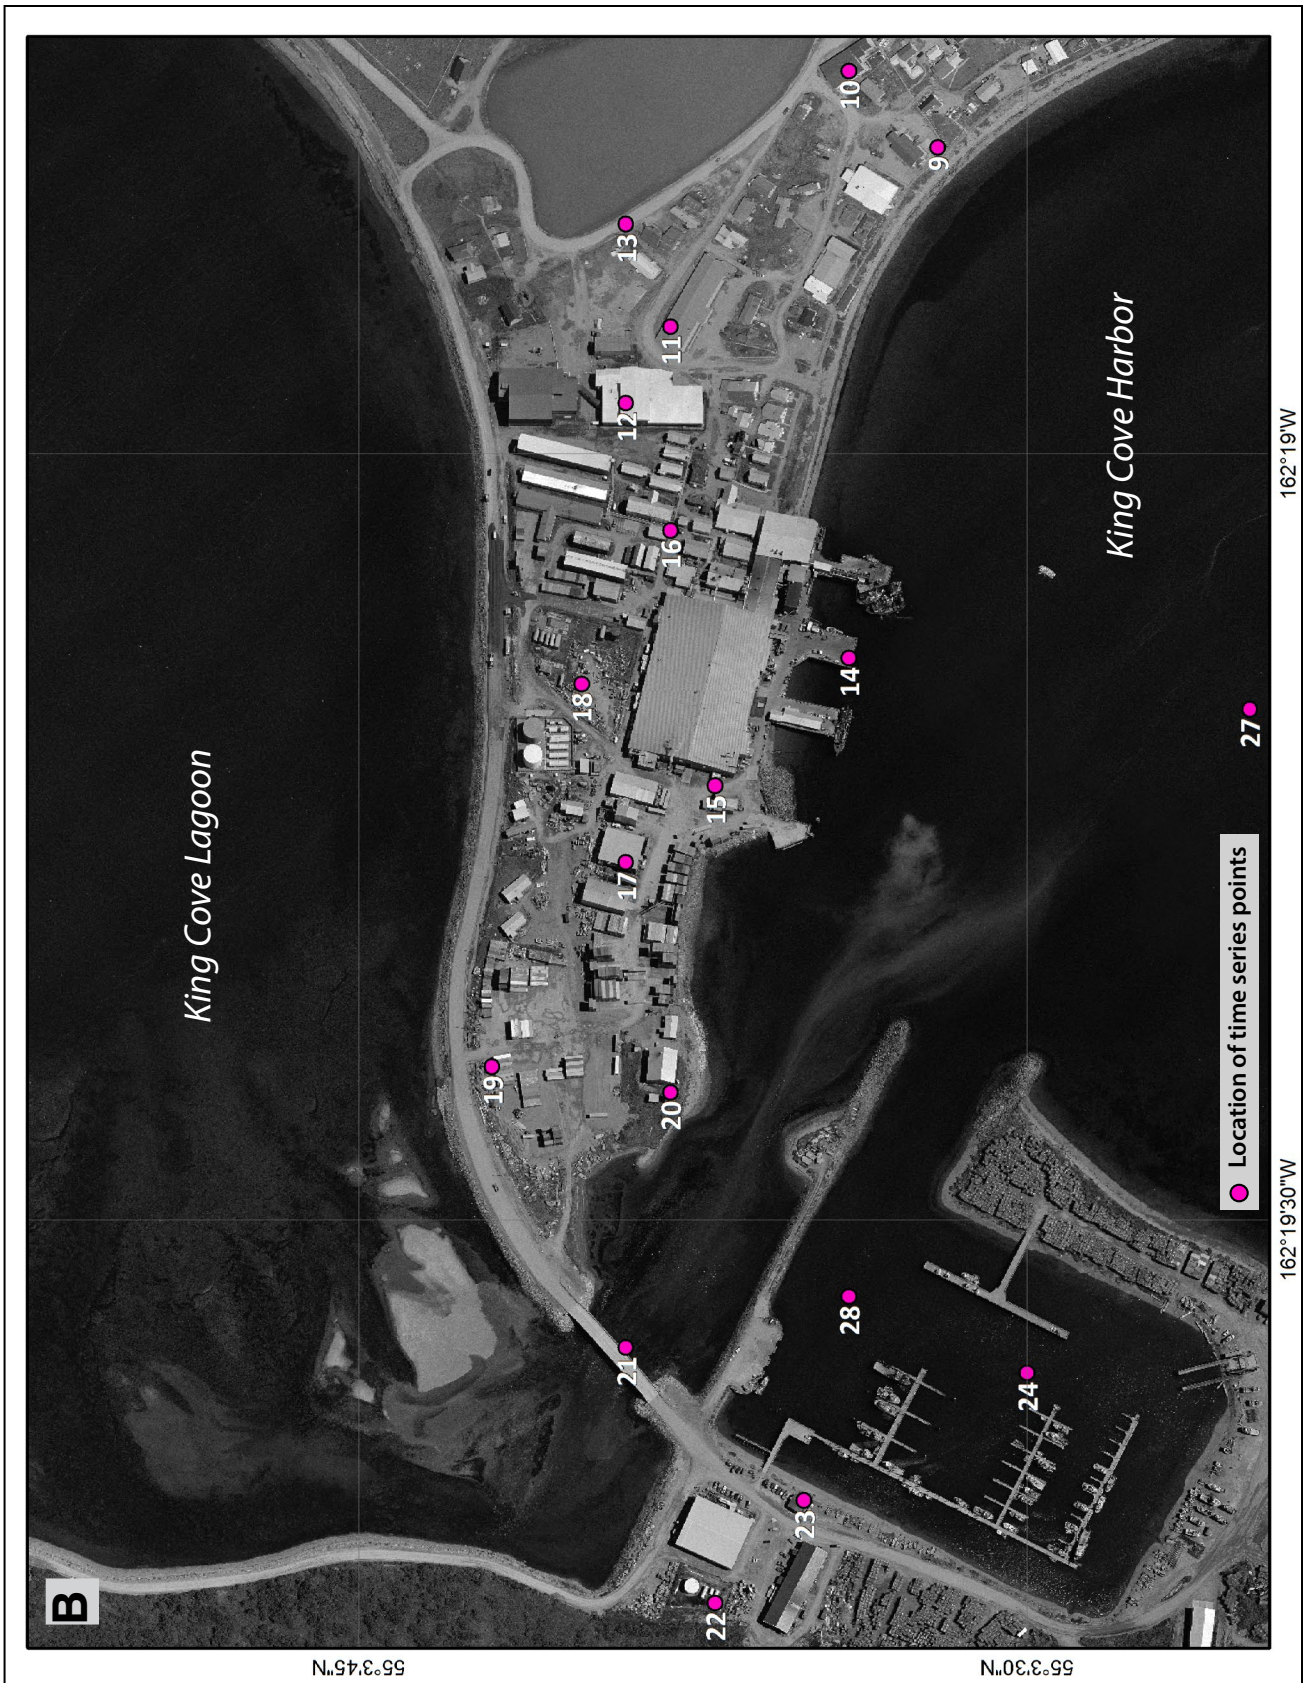 B
King Cove Lagoon
King Cove Harbor
9
10
11
12
13
14
15
16
17
18
19
20
21
22
23
24
27
28
Location of time series points
162°19'30"W
162°19'W
55°3'45"N
55°3'30"N